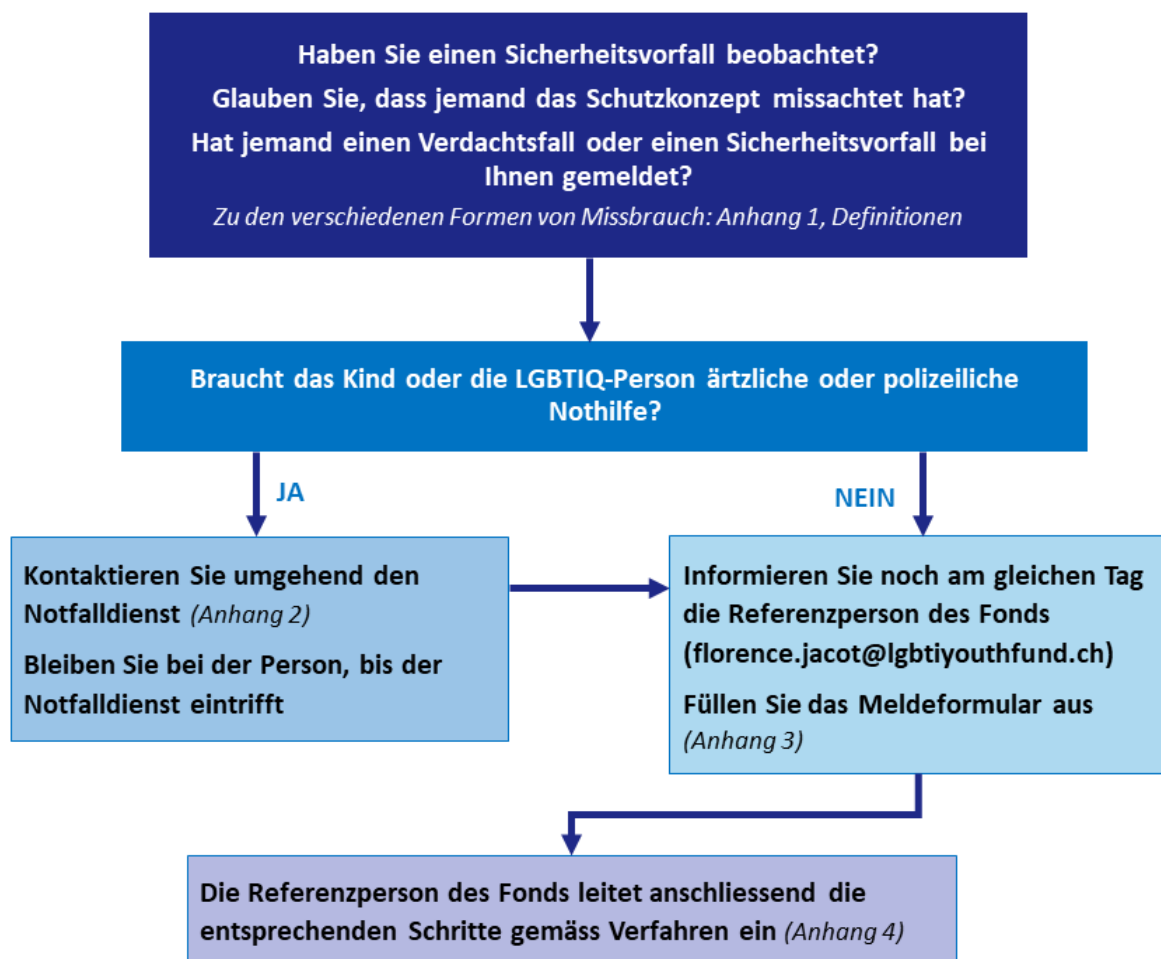 Haben Sie einen Sicherheitsvorfall beobachtet?
Glauben Sie, dass jemand das Schutzkonzept missachtet hat?
Hat jemand einen Verdachtsfall oder einen Sicherheitsvorfall bei
Ihnen gemeldet?
Zu den verschiedenen Formen von Missbrauch: Anhang 1, Definitionen
Braucht das Kind oder die LGBTIQ-Person ärtzliche oder polizeiliche
Nothilfe?
JA
NEIN
Kontaktieren Sie umgehend den
Notfalldienst (Anhang 2)
Bleiben Sie bei der Person, bis der
Notfalldienst eintrifft
Informieren Sie noch am gleichen Tag
die Referenzperson des Fonds
(florence.jacot@lgbtiyouthfund.ch)
Füllen Sie das Meldeformular aus
(Anhang 3)
Die Referenzperson des Fonds leitet anschliessend die
entsprechenden Schritte gemäss Verfahren ein (Anhang 4)